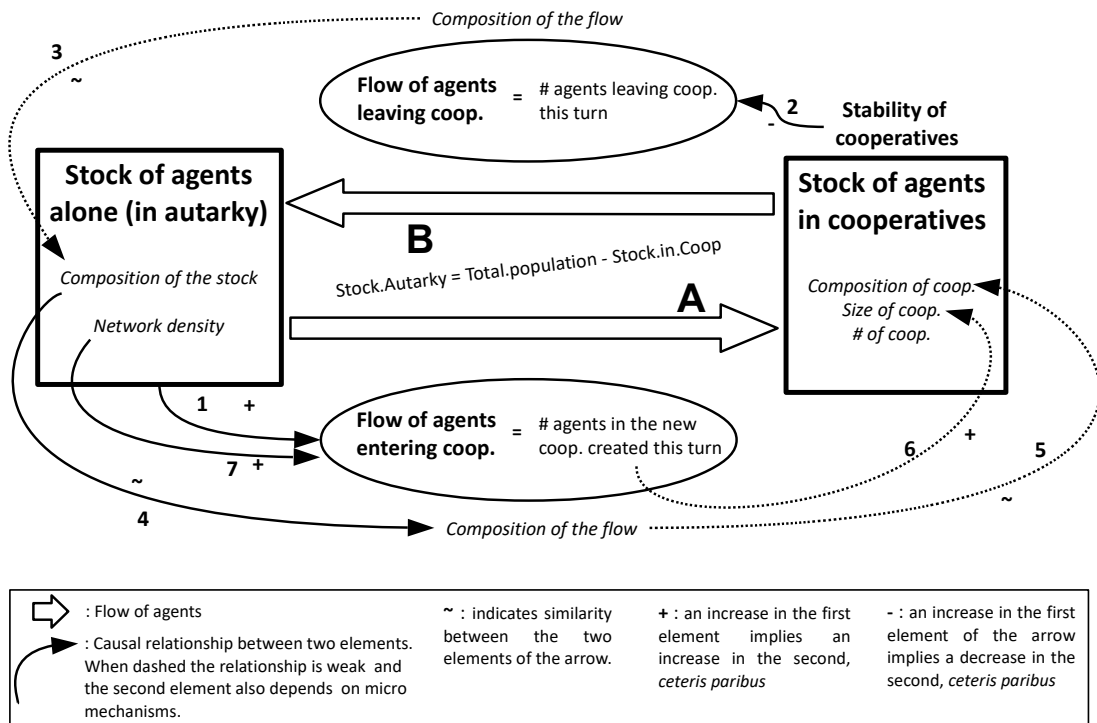 Composition of the flow
3
~
Flow of agents
leaving coop.
=
# agents leaving coop.
this turn
2
-
Stability of
cooperatives
Stock of agents
alone (in autarky)
Composition of the stock
Network density
Stock of agents
in cooperatives
Composition of coop.
Size of coop.
# of coop.
B
Stock.Autarky = Total.population - Stock.in.Coop
A
1
+
Flow of agents
entering coop.
=
# agents in the new
coop. created this turn
7
+
~
4
6
+
5
~
Composition of the flow
: Flow of agents
: Causal relationship between two elements.
When dashed the relationship is weak and
the second element also depends on micro
mechanisms.
~ : indicates similarity
between the two
elements of the arrow.
+ : an increase in the first
element implies an
increase in the second,
ceteris paribus
- : an increase in the first
element of the arrow
implies a decrease in the
second, ceteris paribus